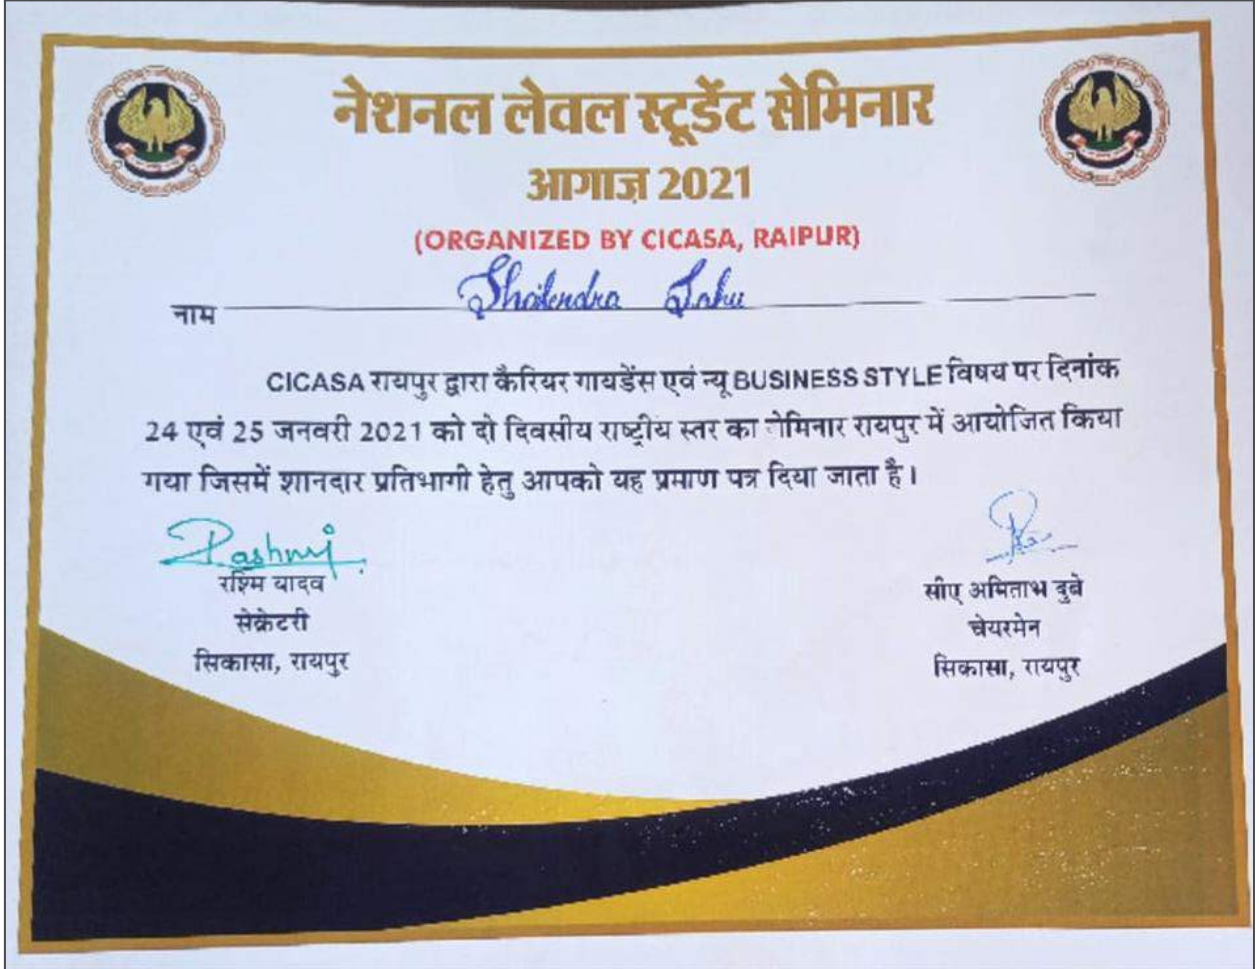 नेशनल लेवल स्टूडेंट सेमिनार
आगाज़ 2021
(ORGANIZED BY CICASA, RAIPUR)
नाम Shailendra Sahu
CICASA रायपुर द्वारा कैरियर गायडेंस एवं न्यू BUSINESS STYLE विषय पर दिनांक
24 एवं 25 जनवरी 2021 को दो दिवसीय राष्ट्रीय स्तर का सेमिनार रायपुर में आयोजित किया
गया जिसमें शानदार प्रतिभागी हेतु आपको यह प्रमाण पत्र दिया जाता है।
Rashmi
रश्मि यादव
सेक्रेटरी
सिकासा, रायपुर
सीए अमिताभ दुबे
चेयरमेन
सिकासा, रायपुर